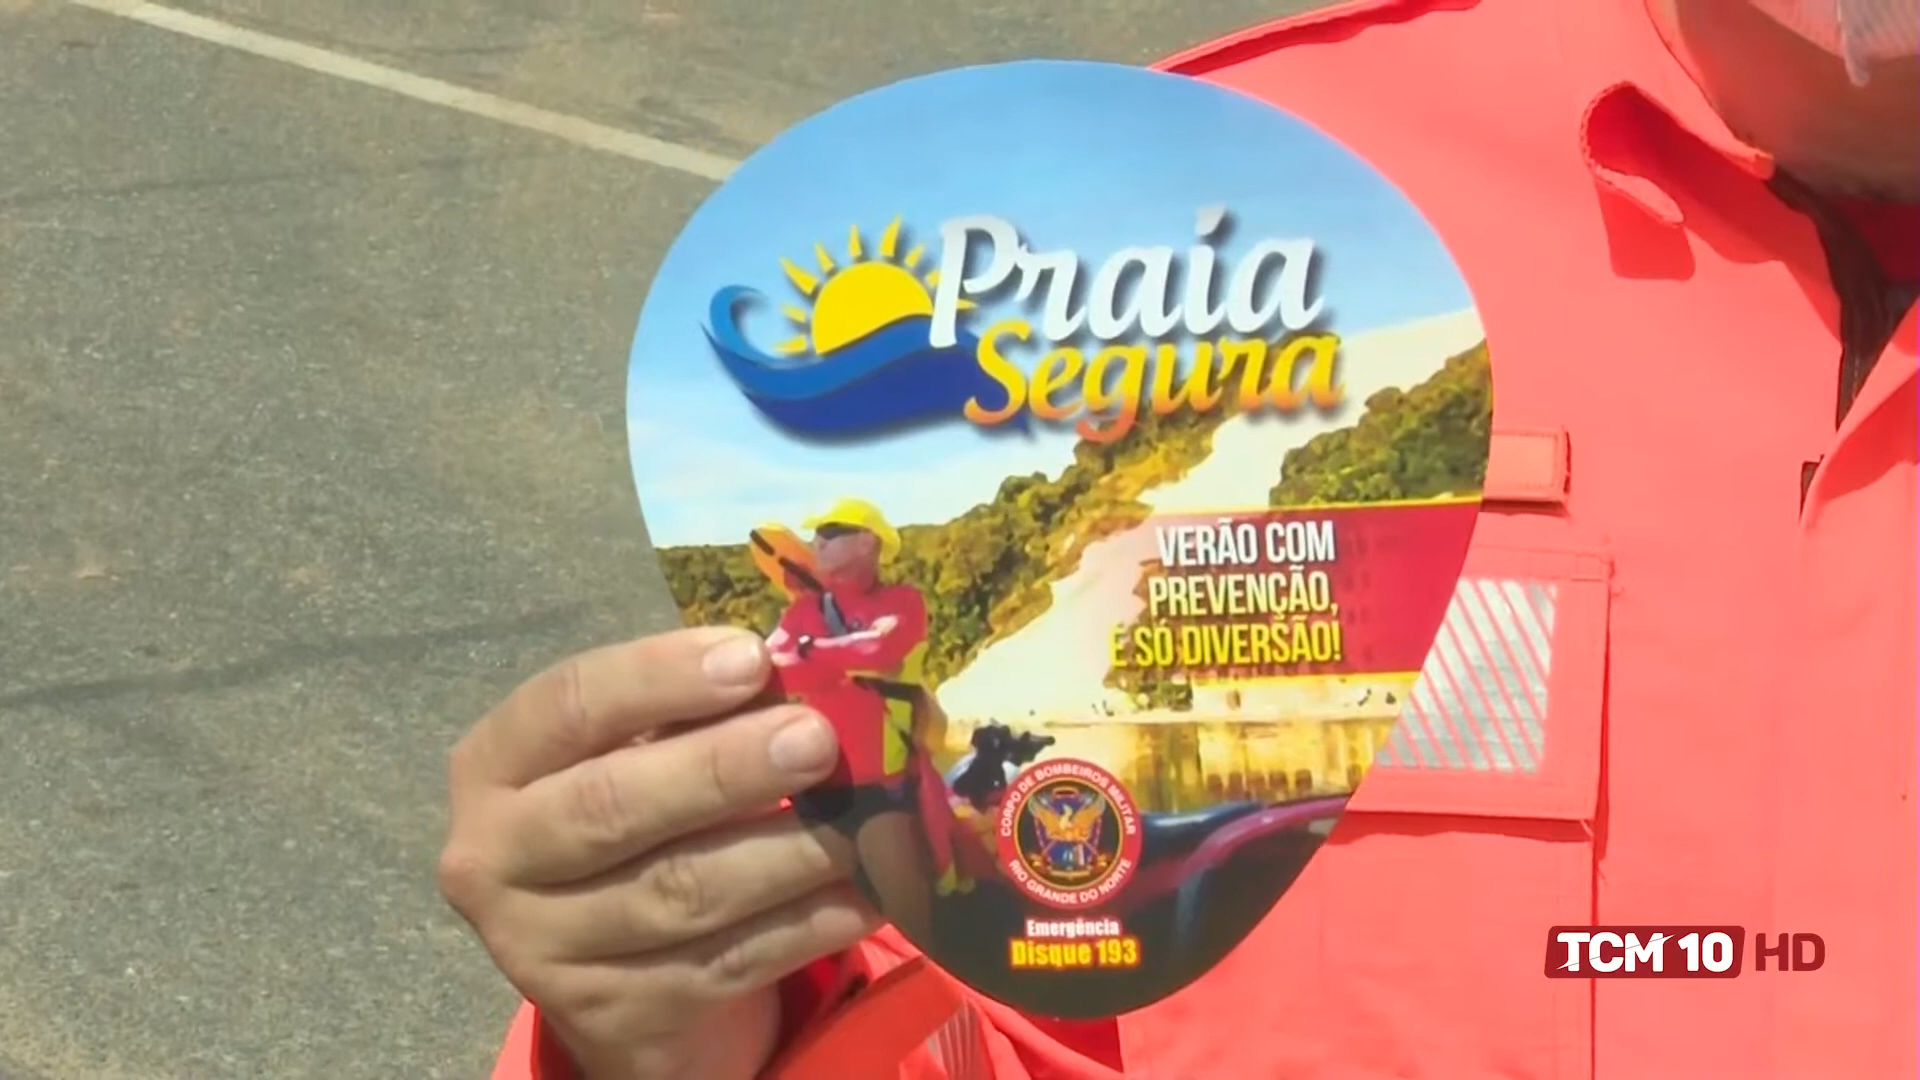 Praia
Segura
VERÃO COM
PREVENÇÃO,
É SÓ DIVERSÃO!
CORPO DE BOMBEIROS MILITAR
RIO GRANDE DO NORTE
Emergência
Disque 193
TCM 10 HD